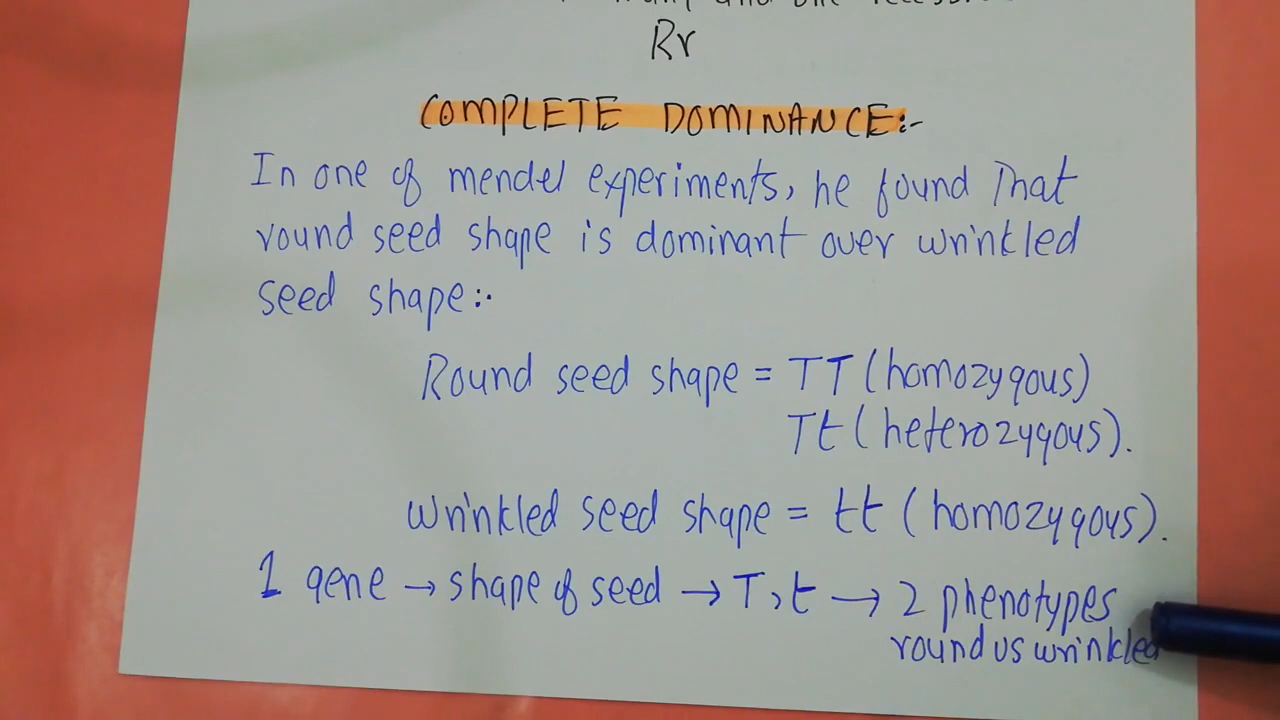 Rr
COMPLETE DOMINANCE:-
In one of mendel experiments, he found That
round seed shape is dominant over wrinkled
seed shape:-
Round seed shape = TT (homozygous)
Tt (heterozygous).
wrinkled seed shape = tt (homozygous).
1 gene → shape of seed → T, t → 2 phenotypes
round vs wrinkled